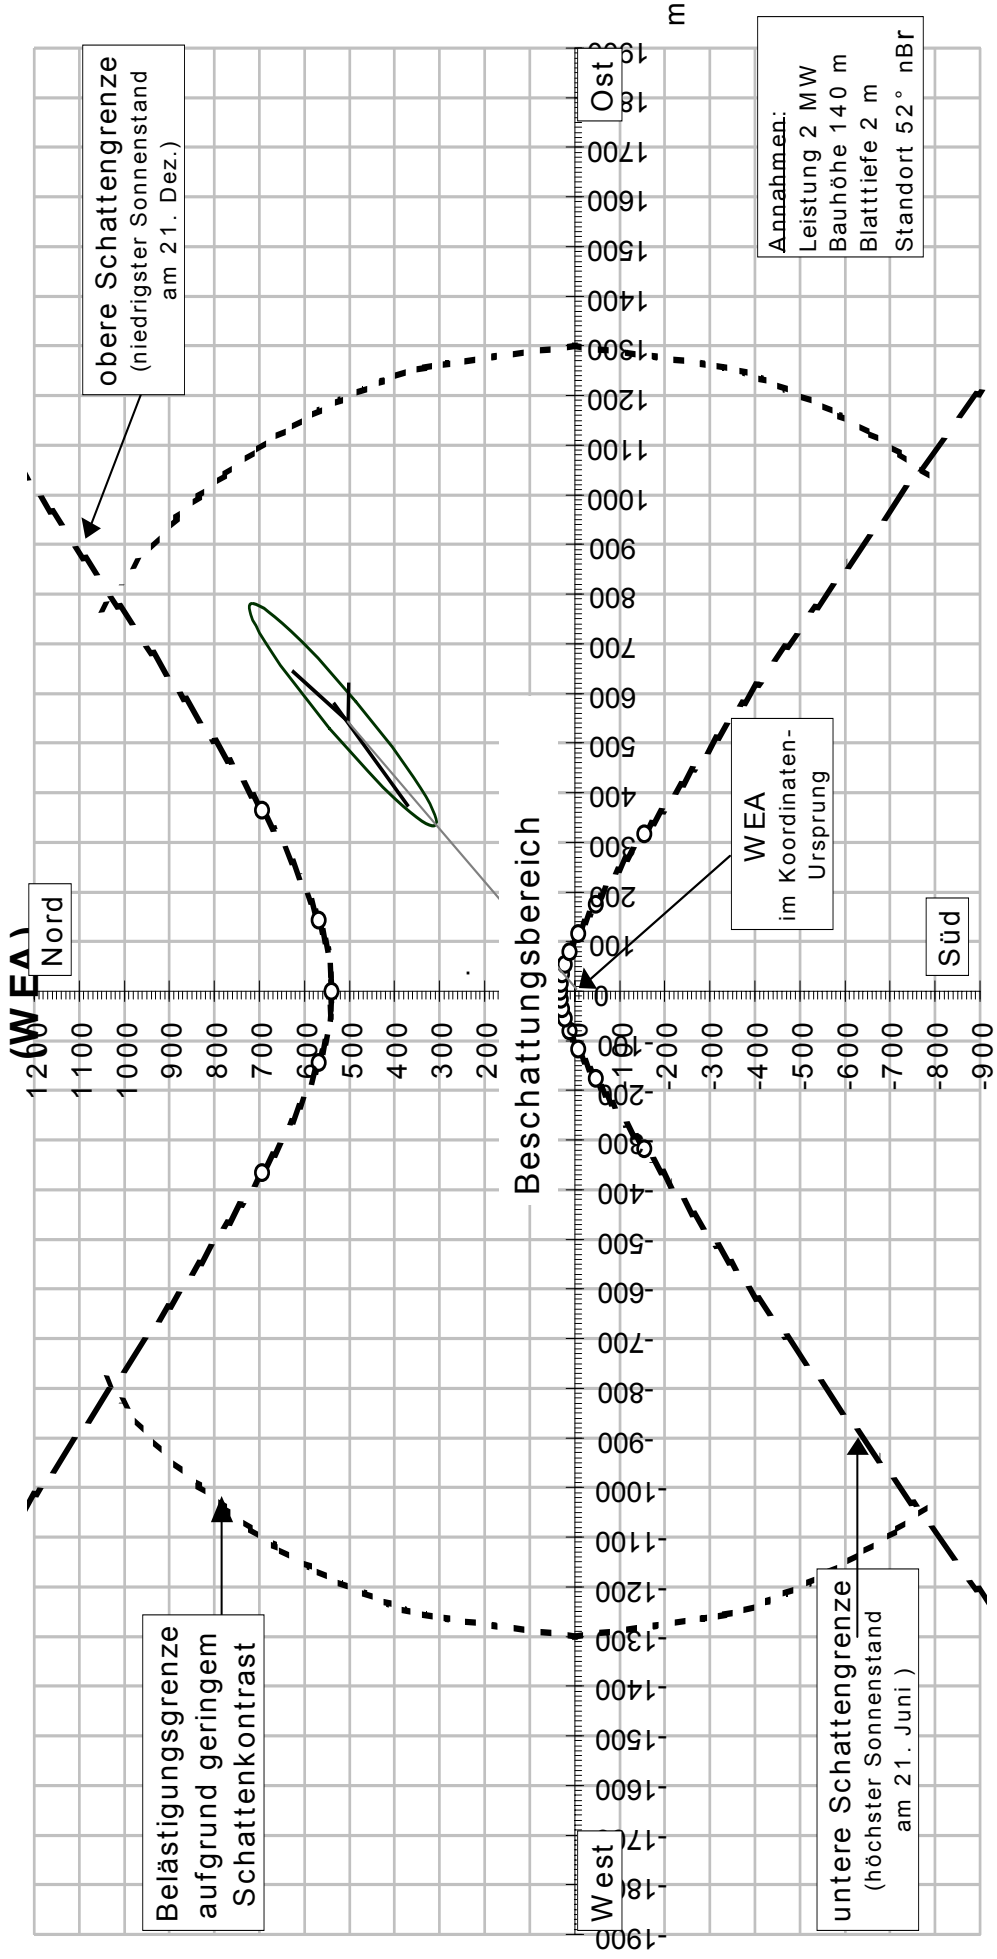 (WEA)
Nord
1200
1100
1000
900
800
700
600
500
400
300
200
-100
-200
-300
-400
-500
-600
-700
-800
-900
obere Schattengrenze
(niedrigster Sonnenstand
am 21. Dez.)
Belästigungsgrenze
aufgrund geringem
Schattenkontrast
Beschattungsbereich
West
Ost
-1900
-1600
-1500
-1400
-1300
-1200
-1100
-1000
-900
-800
-700
-600
-500
-400
-300
-200
-100
0
100
200
300
400
500
600
700
800
900
1000
1100
1200
1300
1400
1500
1600
1700
1900
m
WEA
im Koordinaten-
Ursprung
untere Schattengrenze
(höchster Sonnenstand
am 21. Juni )
Annahmen:
Leistung 2 MW
Bauhöhe 140 m
Blatttiefe 2 m
Standort 52° nBr
Süd